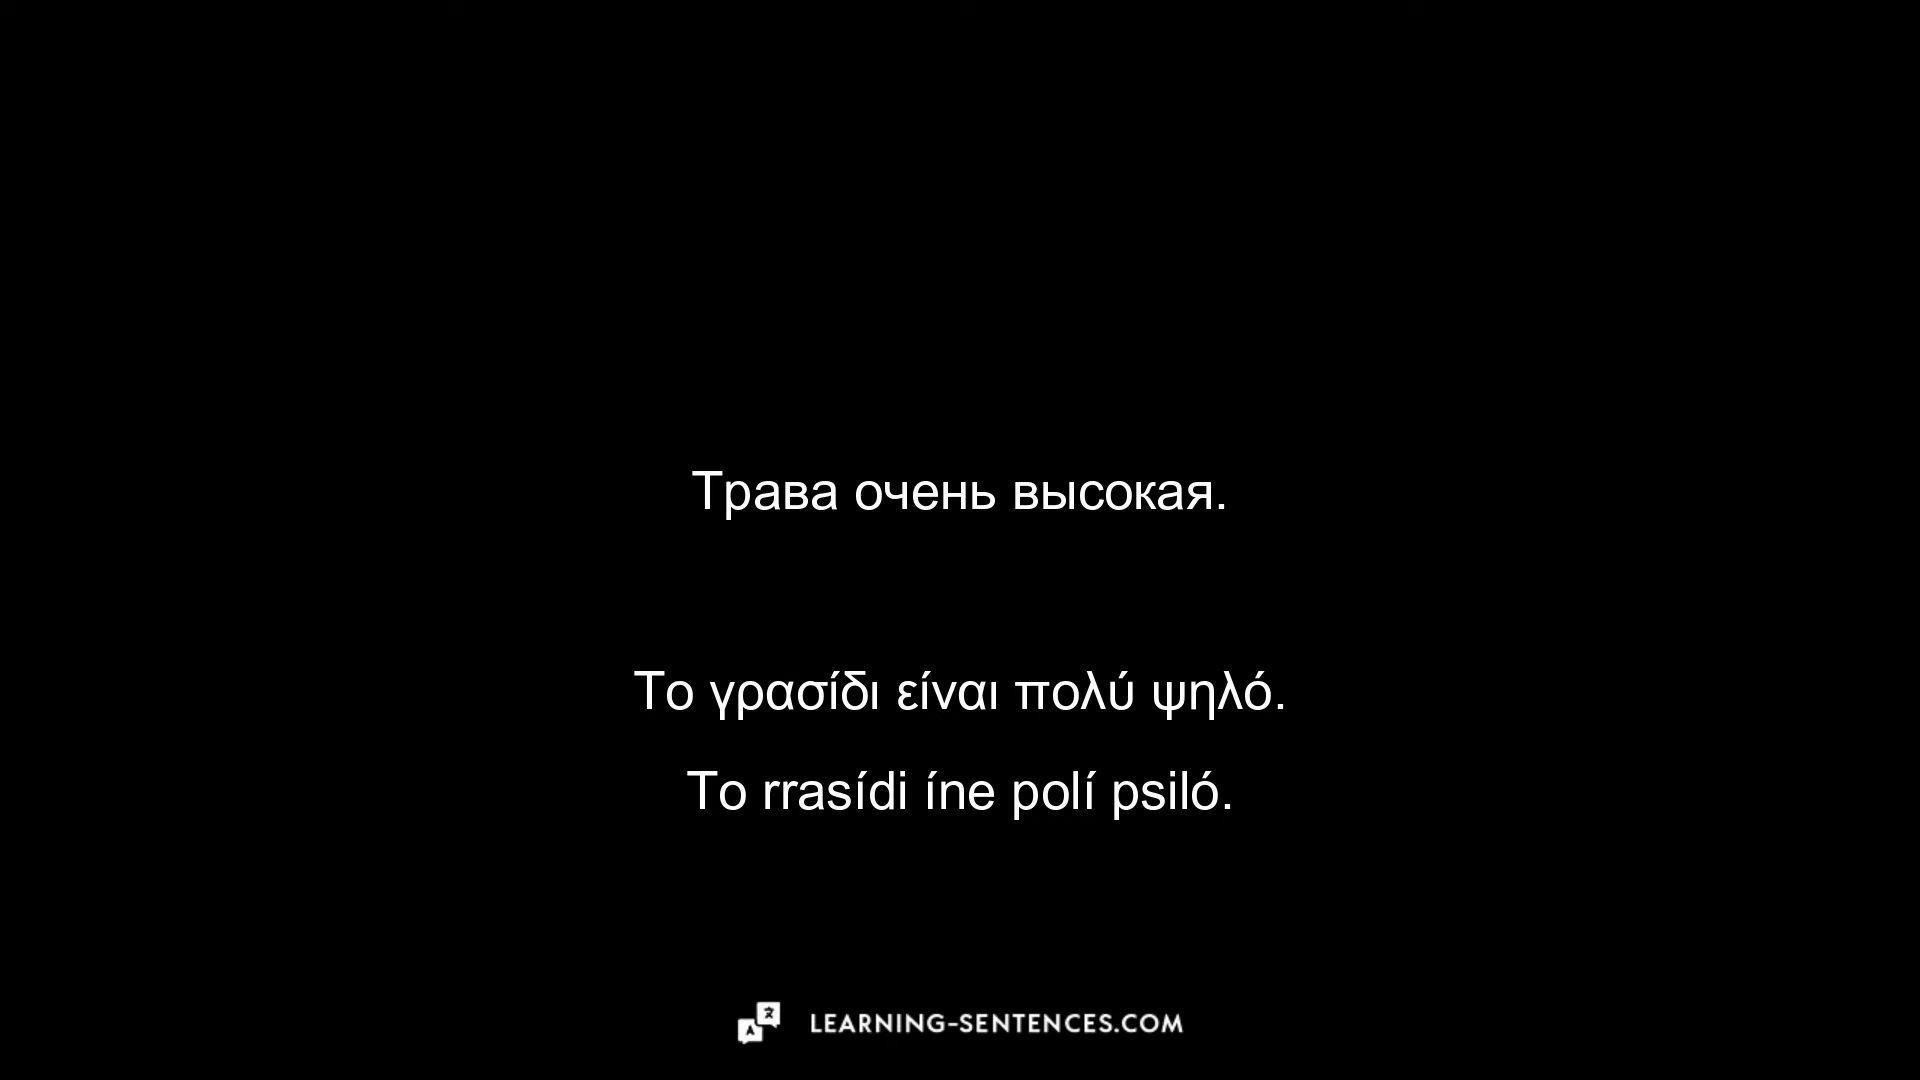 Трава очень высокая.
Το γρασίδι είναι πολύ ψηλό.
To rrasídi íne polí psiló.
LEARNING-SENTENCES.COM